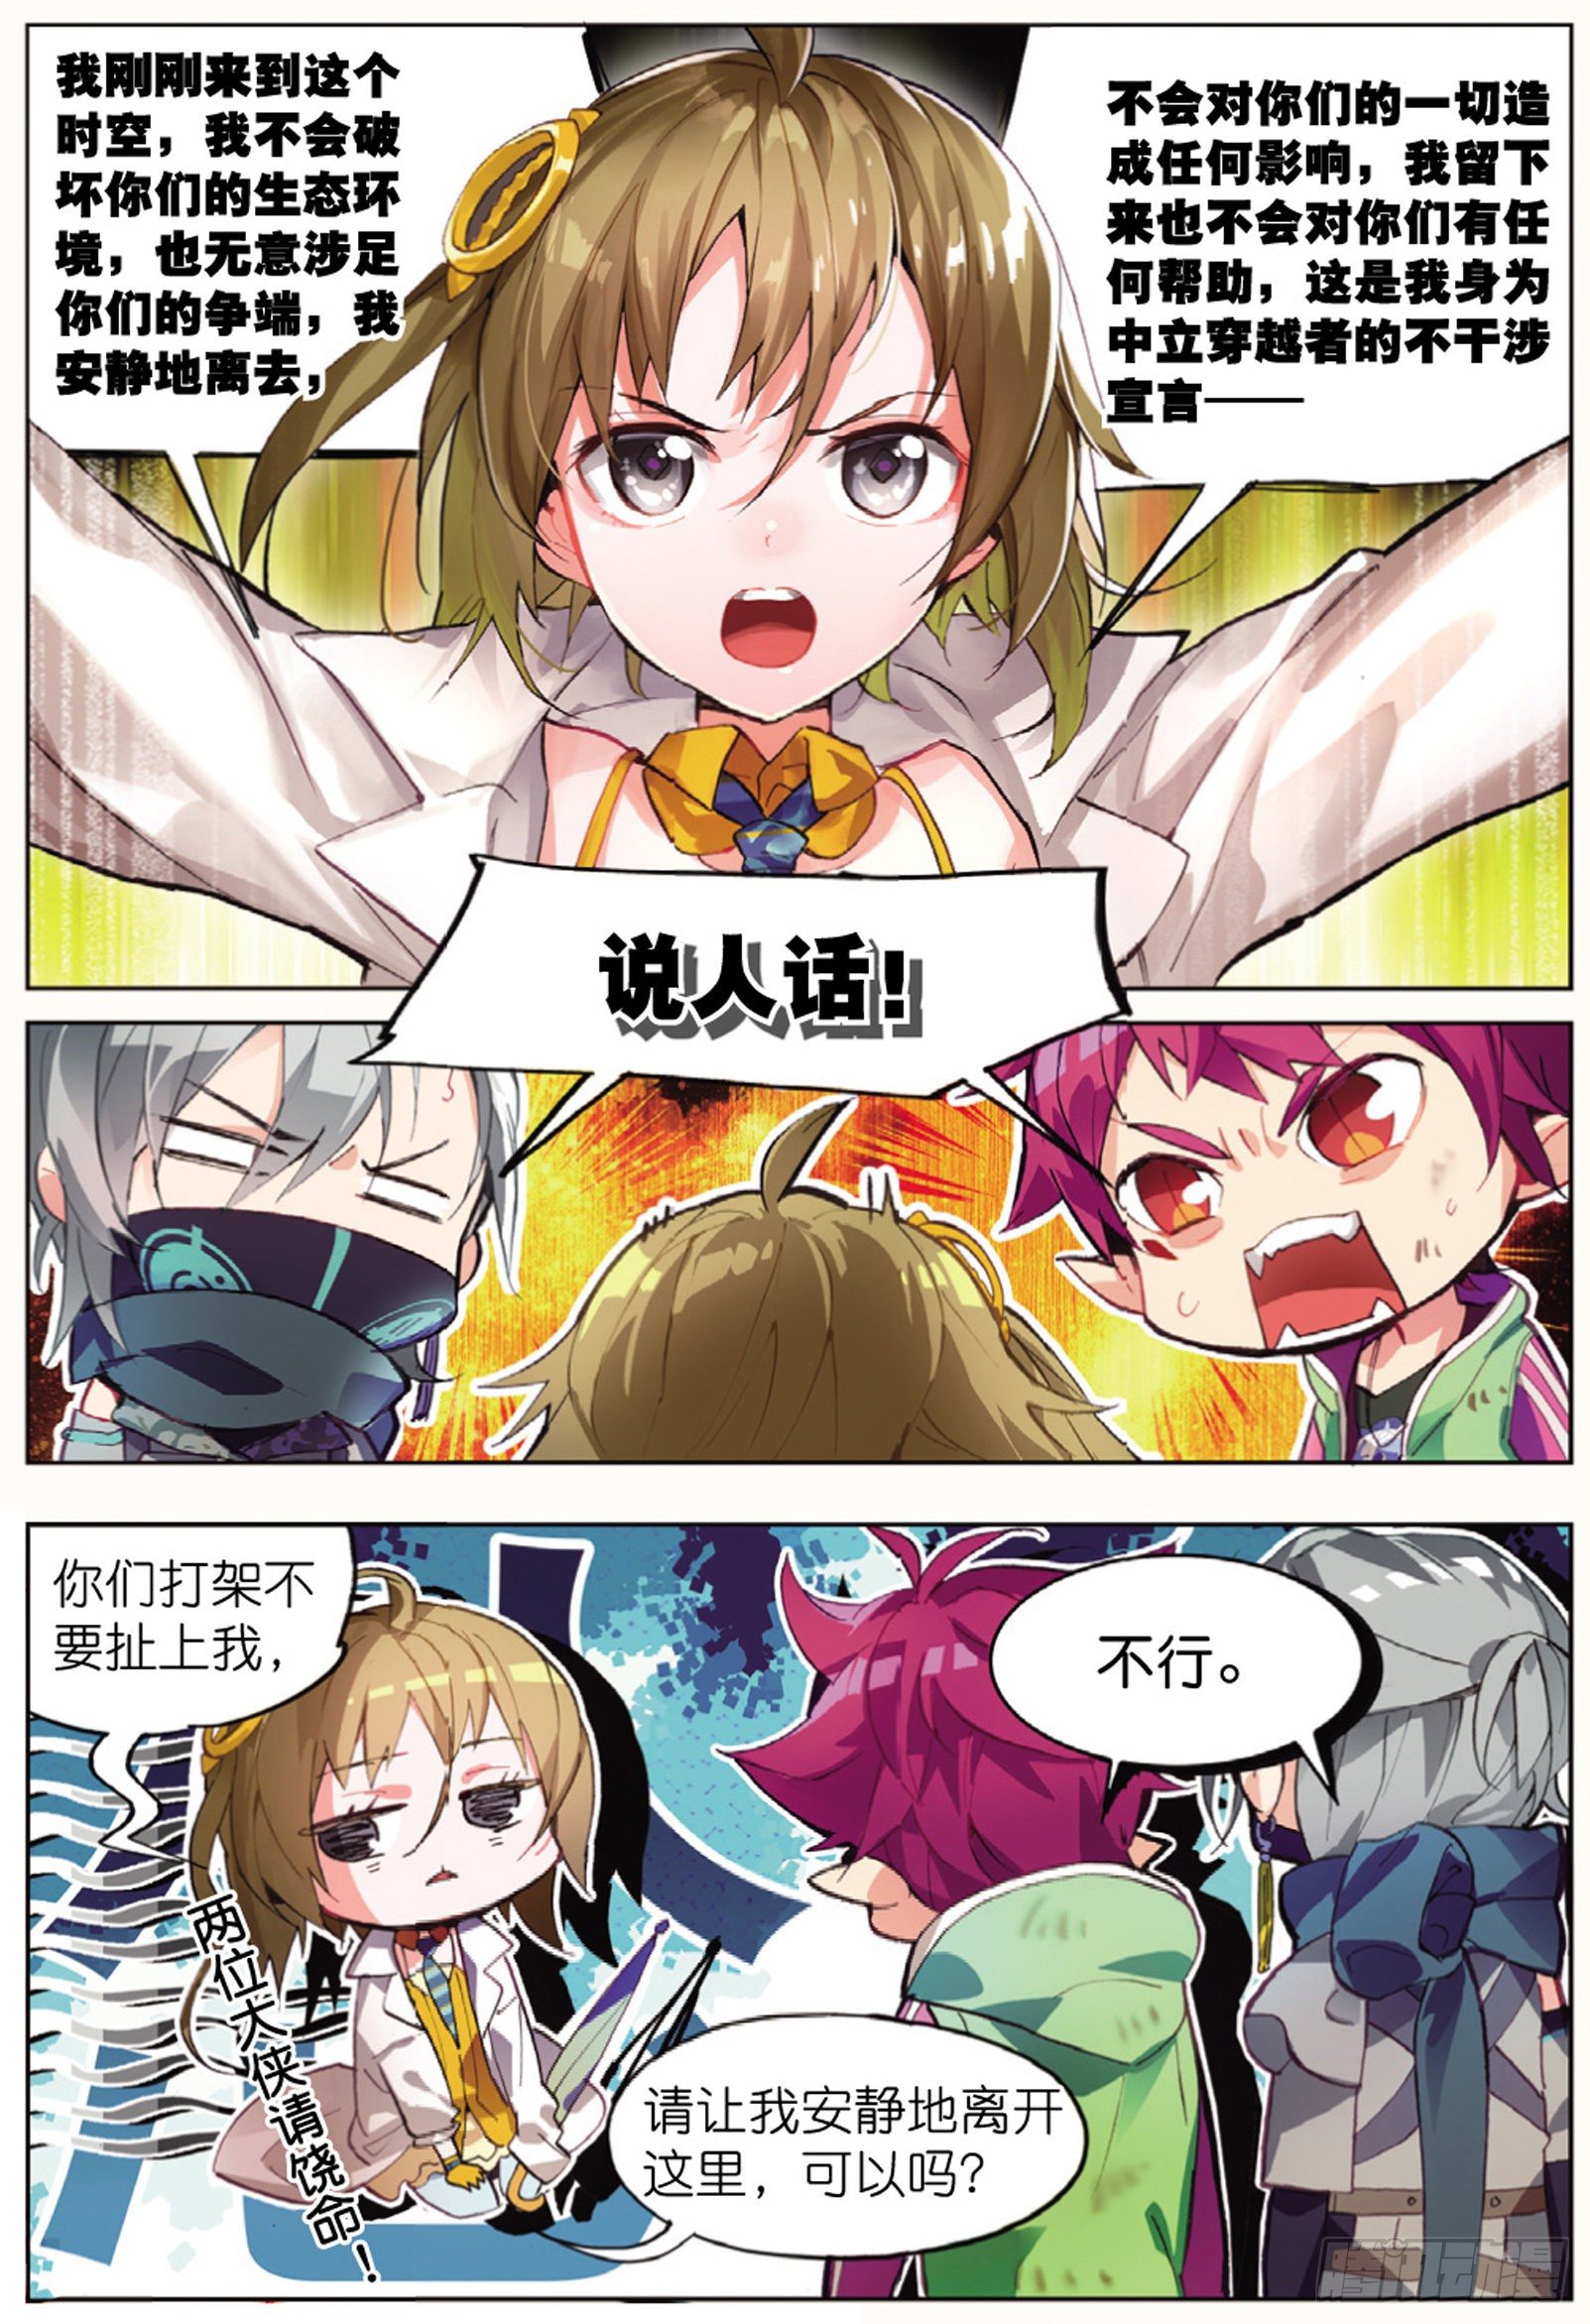 我刚刚来到这个
时空，我不会破
坏你们的生态环
境，也无意涉足
你们的争端，我
安静地离去，
不会对你们的一切造
成任何影响，我留下
来也不会对你们有任
何帮助，这是我身为
中立穿越者的不干涉
宣言——
说人话！
你们打架不
要扯上我，
不行。
两位大侠请饶命！
请让我安静地离开
这里，可以吗？
腾讯动漫